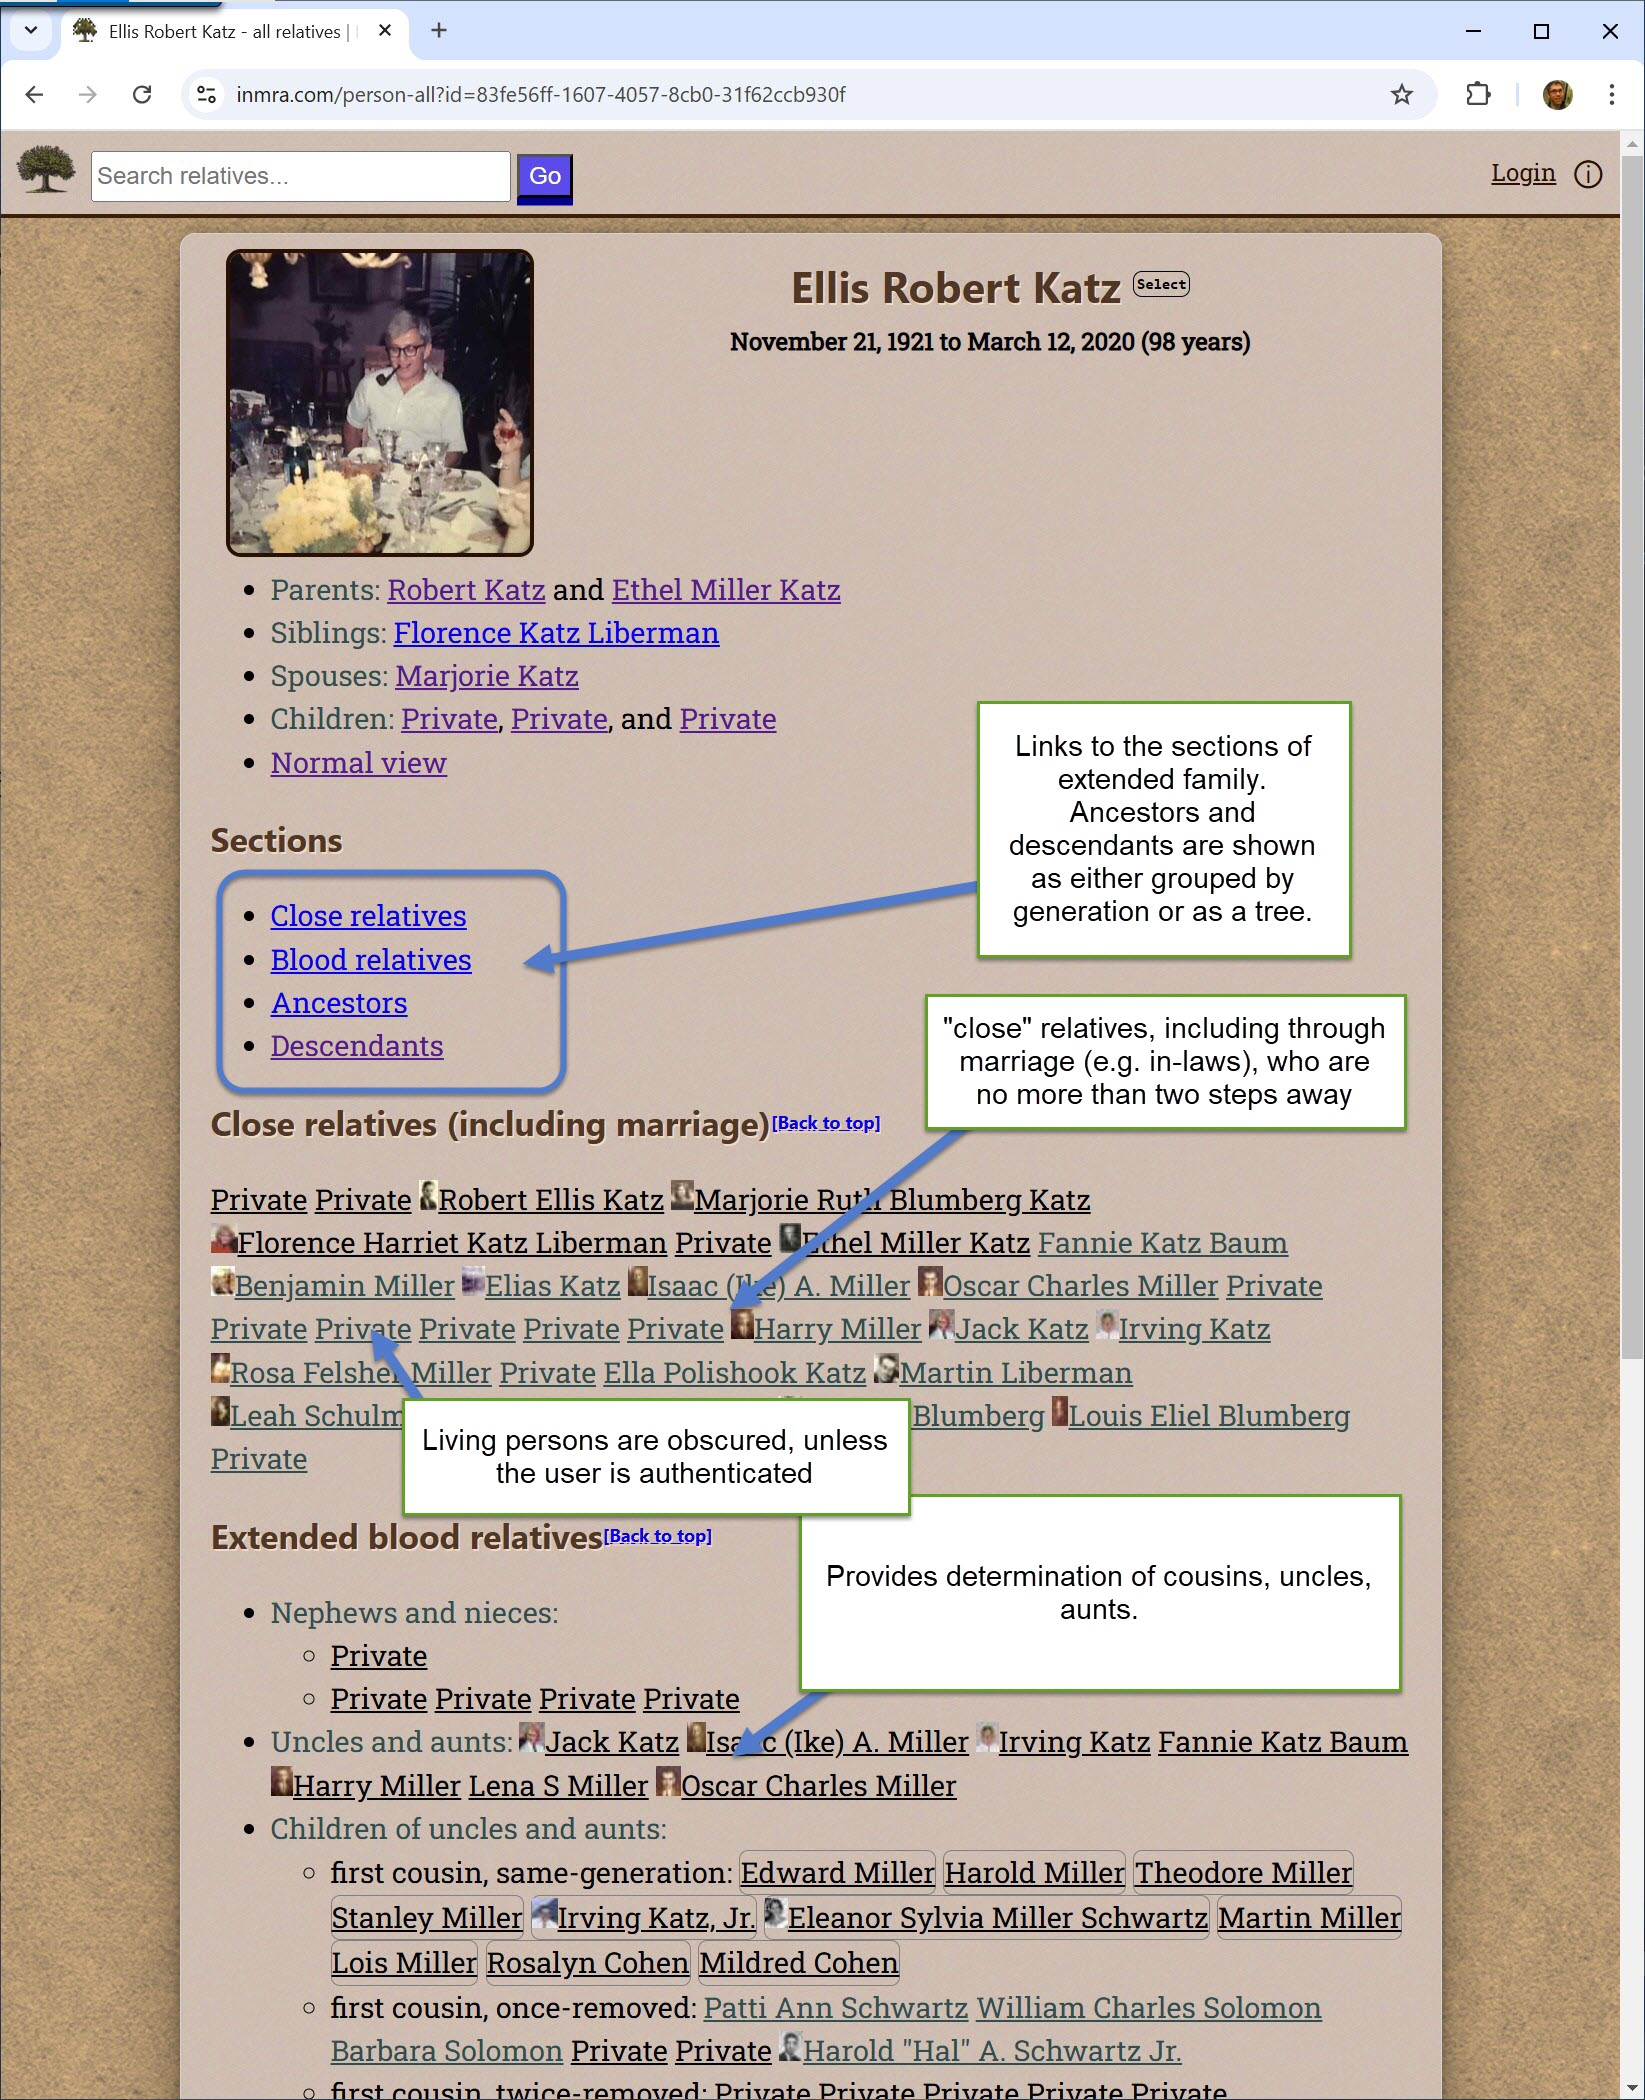 Ellis Robert Katz - all relatives |
inmra.com/person-all?id=83fe56ff-1607-4057-8cb0-31f62ccb930f
Search relatives...
Go
Login
Ellis Robert Katz Select
November 21, 1921 to March 12, 2020 (98 years)
Parents: Robert Katz and Ethel Miller Katz
Siblings: Florence Katz Liberman
Spouses: Marjorie Katz
Children: Private, Private, and Private
Normal view
Links to the sections of
extended family.
Ancestors and
descendants are shown
as either grouped by
generation or as a tree.
Sections
Close relatives
Blood relatives
Ancestors
Descendants
"close" relatives, including through
marriage (e.g. in-laws), who are
no more than two steps away
Close relatives (including marriage)[Back to top]
Private Private Robert Ellis Katz Marjorie Ruth Blumberg Katz
Florence Harriet Katz Liberman Private Ethel Miller Katz Fannie Katz Baum
Benjamin Miller Elias Katz Isaac (Ike) A. Miller Oscar Charles Miller Private
Private Private Private Private Private Harry Miller Jack Katz Irving Katz
Rosa Felsher Miller Private Ella Polishook Katz Martin Liberman
Leah Schulm Blumberg Louis Eliel Blumberg
Private
Living persons are obscured, unless
the user is authenticated
Extended blood relatives[Back to top]
Provides determination of cousins, uncles,
aunts.
Nephews and nieces:
Private
Private Private Private Private
Uncles and aunts: Jack Katz Isaac (Ike) A. Miller Irving Katz Fannie Katz Baum
Harry Miller Lena S Miller Oscar Charles Miller
Children of uncles and aunts:
first cousin, same-generation: Edward Miller Harold Miller Theodore Miller
Stanley Miller Irving Katz, Jr. Eleanor Sylvia Miller Schwartz Martin Miller
Lois Miller Rosalyn Cohen Mildred Cohen
first cousin, once-removed: Patti Ann Schwartz William Charles Solomon
Barbara Solomon Private Private Harold "Hal" A. Schwartz Jr.
first cousin, twice-removed: Private Private Private Private Private